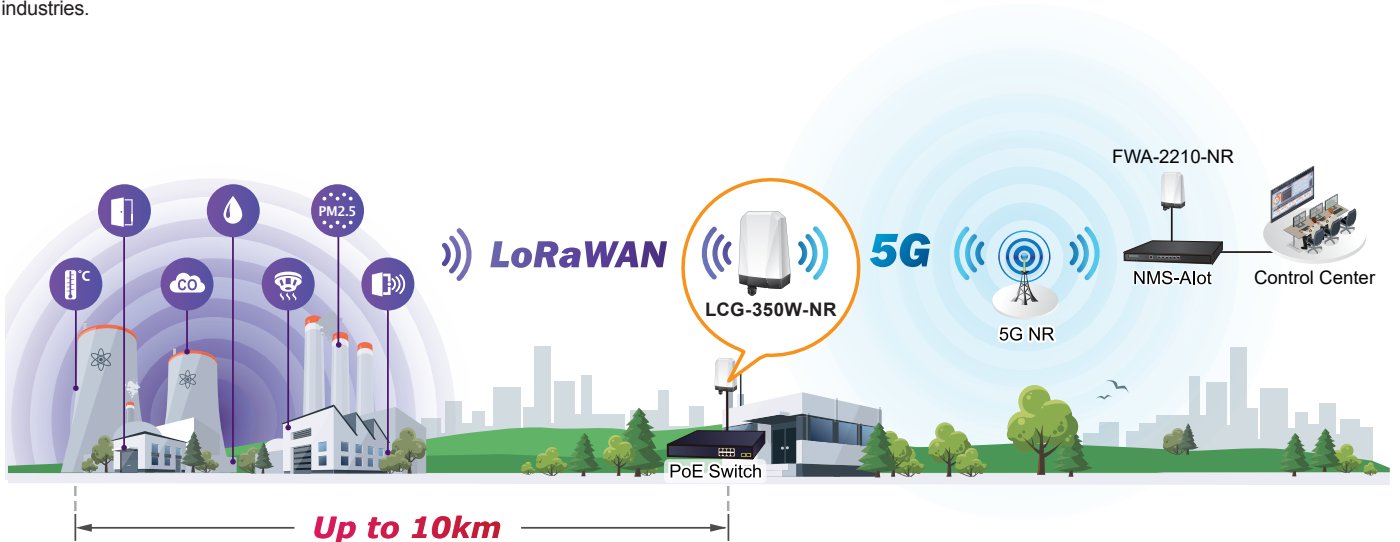 industries.
PM2.5
°C
CO
LoRaWAN
LCG-350W-NR
5G
5G NR
FWA-2210-NR
NMS-AIot
Control Center
PoE Switch
Up to 10km